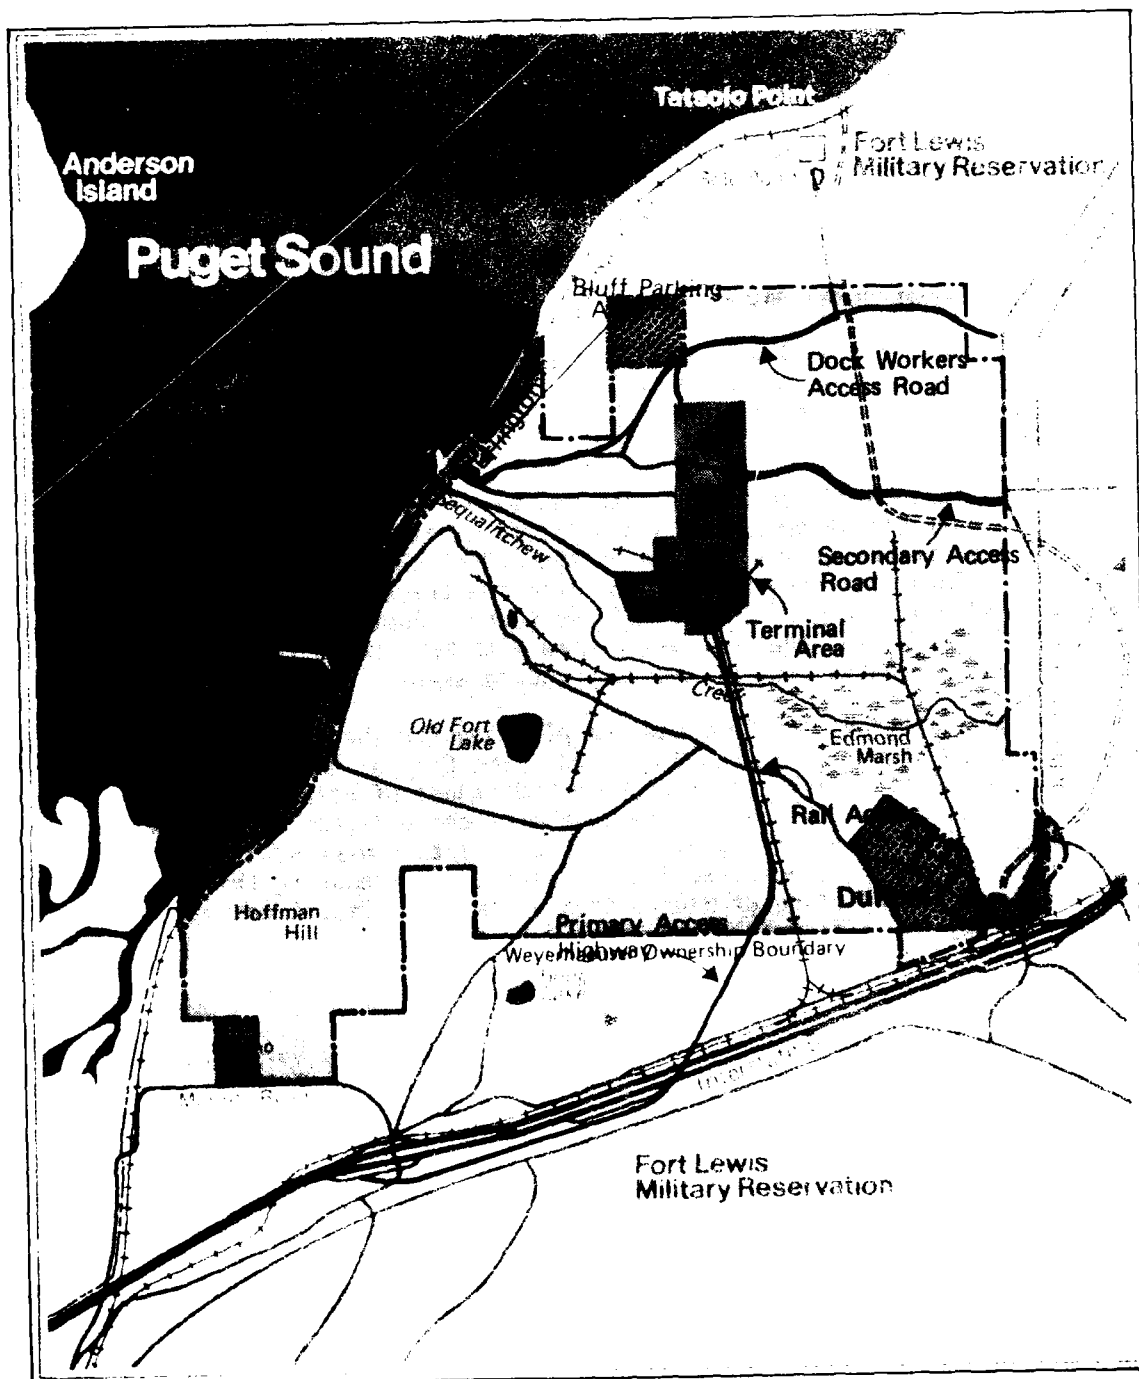 Tatsolo Point
Fort Lewis
Military Reservation
Anderson
Island
Puget Sound
Bluff Parking
Dock Workers
Access Road
Sequalitchew
Secondary Access
Road
Terminal
Area
Creek
Old Fort
Lake
Edmond
Marsh
Rail Access
Hoffman
Hill
Primary Access
Highway
Weyerhaeuser Ownership Boundary
Fort Lewis
Military Reservation